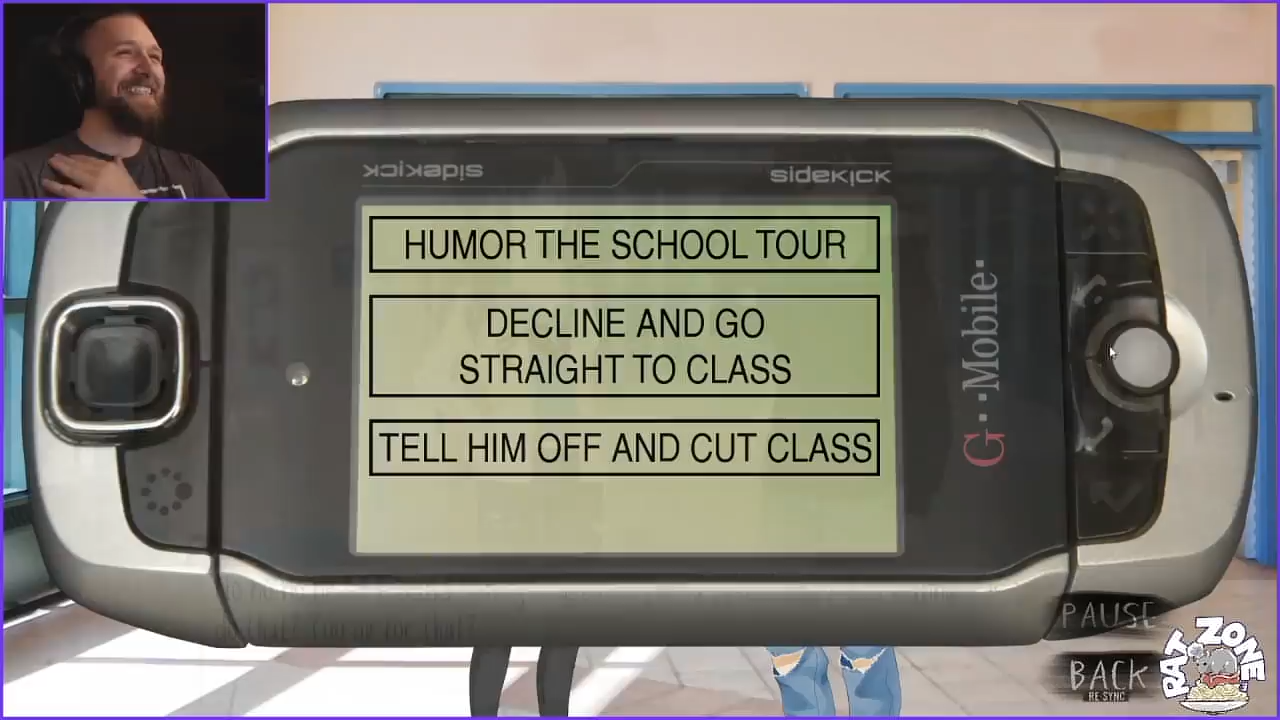 sidekick
sidekick
HUMOR THE SCHOOL TOUR
DECLINE AND GO
STRAIGHT TO CLASS
TELL HIM OFF AND CUT CLASS
G··Mobile·
PAUSE
BACK
RE-SYNC
PAT
ZONE